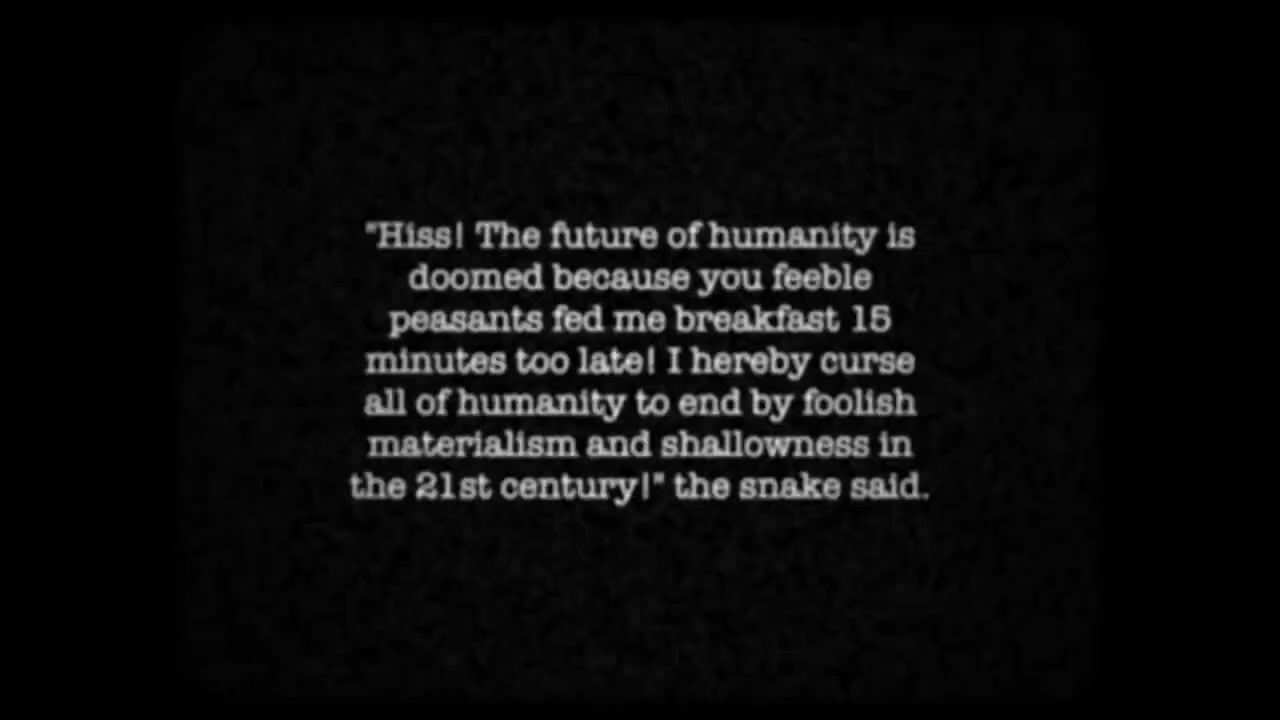 "Hiss! The future of humanity is
doomed because you feeble
peasants fed me breakfast 15
minutes too late! I hereby curse
all of humanity to end by foolish
materialism and shallowness in
the 21st century!" the snake said.